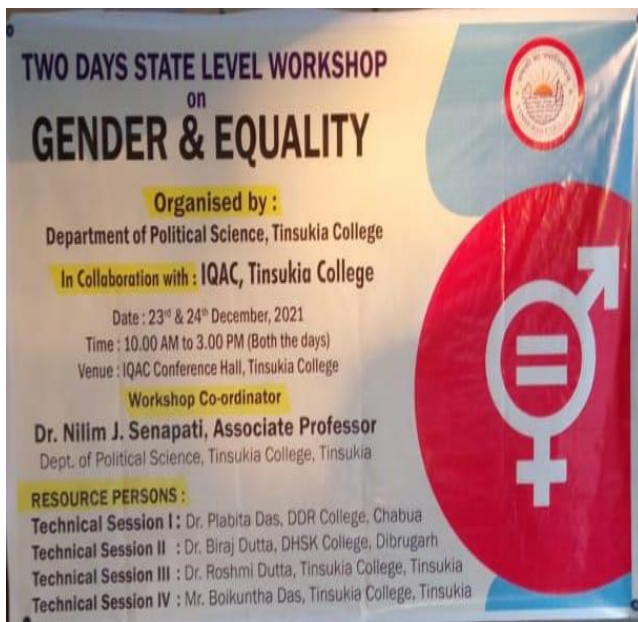 TWO DAYS STATE LEVEL WORKSHOP
on
GENDER & EQUALITY
Organised by :
Department of Political Science, Tinsukia College
In Collaboration with : IQAC, Tinsukia College
Date : 23rd & 24th December, 2021
Time : 10.00 AM to 3.00 PM (Both the days)
Venue : IQAC Conference Hall, Tinsukia College
Workshop Co-ordinator
Dr. Nilim J. Senapati, Associate Professor
Dept. of Political Science, Tinsukia College, Tinsukia
RESOURCE PERSONS :
Technical Session I : Dr. Plabita Das, DDR College, Chabua
Technical Session II : Dr. Biraj Dutta, DHSK College, Dibrugarh
Technical Session III : Dr. Roshmi Dutta, Tinsukia College, Tinsukia
Technical Session IV : Mr. Boikuntha Das, Tinsukia College, Tinsukia